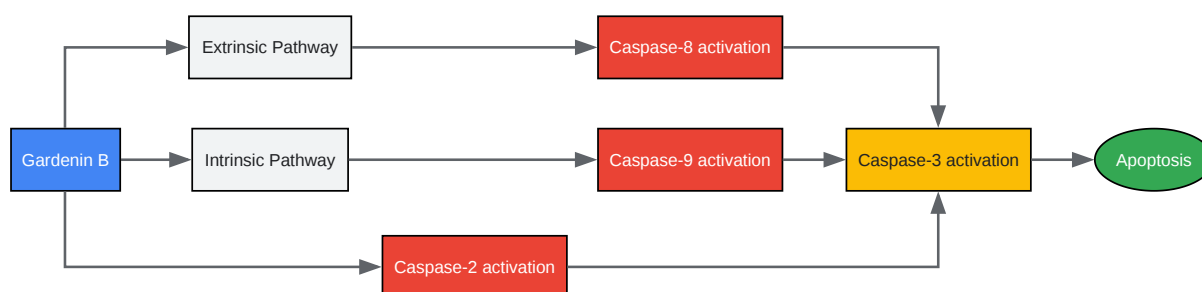 Extrinsic Pathway
Caspase-8 activation
Gardenin B
Intrinsic Pathway
Caspase-9 activation
Caspase-3 activation
Apoptosis
Caspase-2 activation